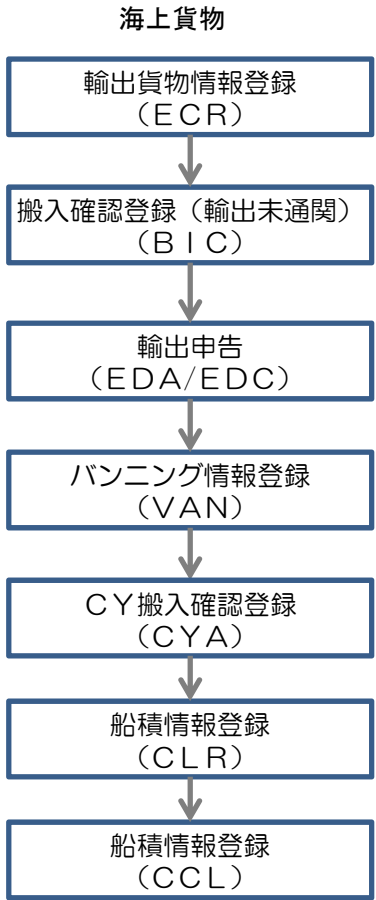 海上貨物
輸出貨物情報登録
（ＥＣＲ）
搬入確認登録（輸出未通関）
（ＢＩＣ）
輸出申告
（ＥＤＡ/ＥＤＣ）
バンニング情報登録
（ＶＡＮ）
ＣＹ搬入確認登録
（ＣＹＡ）
船積情報登録
（ＣＬＲ）
船積情報登録
（ＣＣＬ）